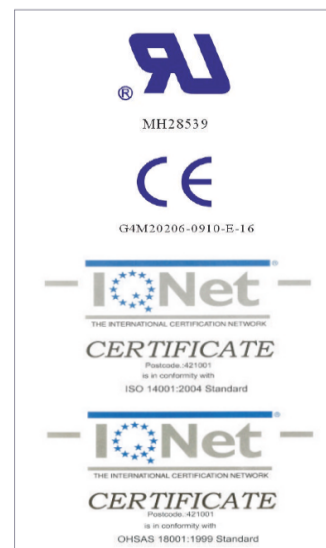 ®
MH28539
CE
G4M20206-0910-E-16
IQNet ®
THE INTERNATIONAL CERTIFICATION NETWORK
CERTIFICATE
Postcode.:421001
is in conformity with
ISO 14001:2004 Standard
IQNet ®
THE INTERNATIONAL CERTIFICATION NETWORK
CERTIFICATE
Postcode.:421001
is in conformity with
OHSAS 18001:1999 Standard